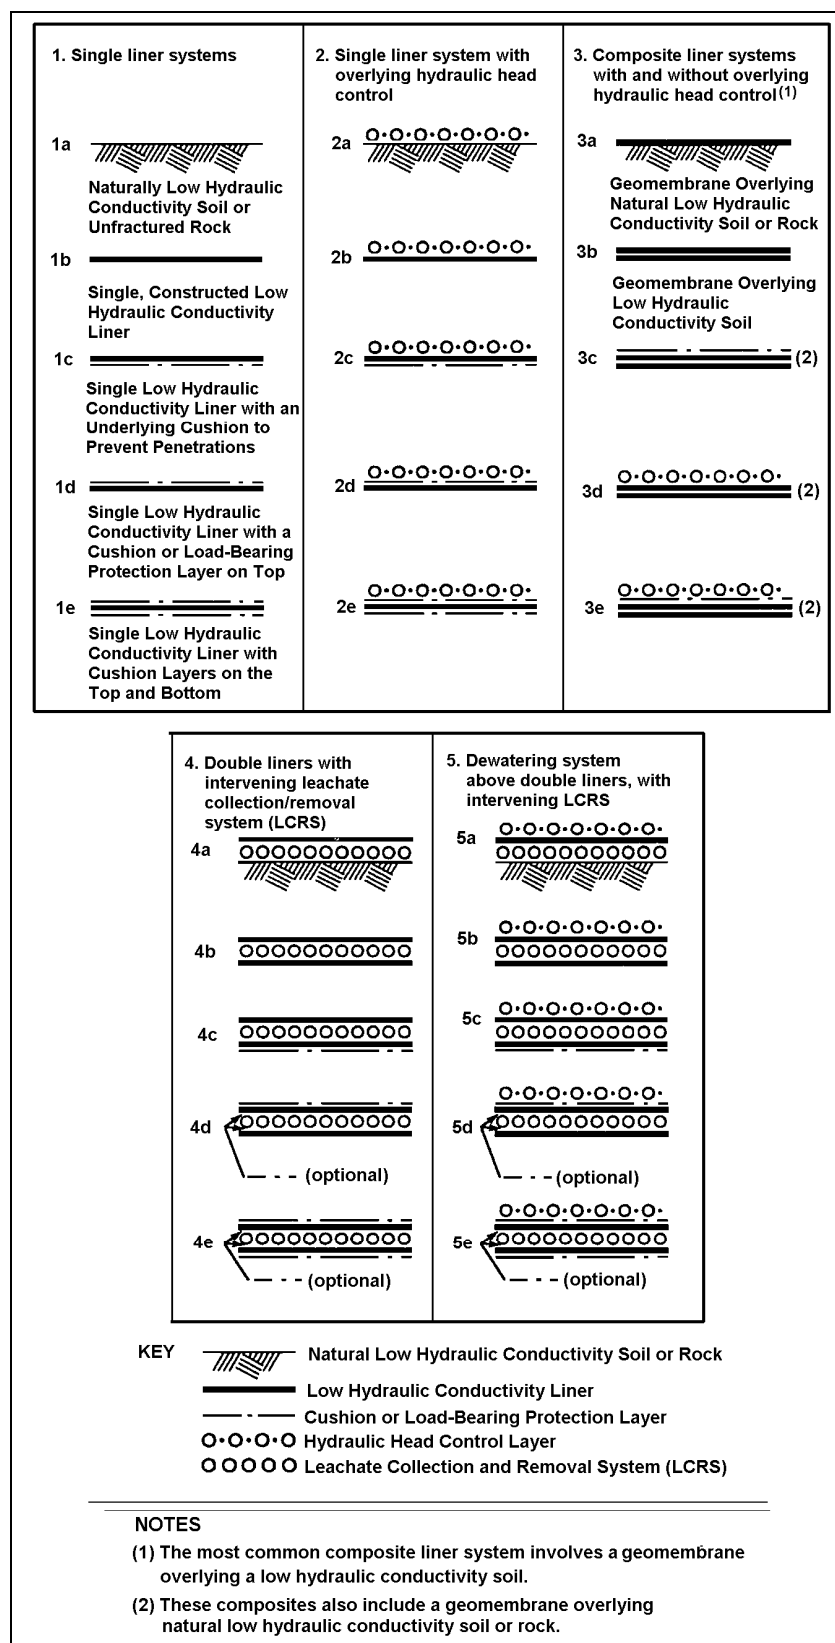 1. Single liner systems
1a
Naturally Low Hydraulic
Conductivity Soil or
Unfractured Rock
1b
Single, Constructed Low
Hydraulic Conductivity
Liner
1c
Single Low Hydraulic
Conductivity Liner with an
Underlying Cushion to
Prevent Penetrations
1d
Single Low Hydraulic
Conductivity Liner with a
Cushion or Load-Bearing
Protection Layer on Top
1e
Single Low Hydraulic
Conductivity Liner with
Cushion Layers on the
Top and Bottom
2. Single liner system with
overlying hydraulic head
control
2a
2b
2c
2d
2e
3. Composite liner systems
with and without overlying
hydraulic head control(1)
3a
Geomembrane Overlying
Natural Low Hydraulic
Conductivity Soil or Rock
3b
Geomembrane Overlying
Low Hydraulic
Conductivity Soil
3c (2)
3d (2)
3e (2)
4. Double liners with
intervening leachate
collection/removal
system (LCRS)
4a
4b
4c
4d
(optional)
4e
(optional)
5. Dewatering system
above double liners, with
intervening LCRS
5a
5b
5c
5d
(optional)
5e
(optional)
KEY
Natural Low Hydraulic Conductivity Soil or Rock
Low Hydraulic Conductivity Liner
Cushion or Load-Bearing Protection Layer
Hydraulic Head Control Layer
Leachate Collection and Removal System (LCRS)
NOTES
(1) The most common composite liner system involves a geomembrane
overlying a low hydraulic conductivity soil.
(2) These composites also include a geomembrane overlying
natural low hydraulic conductivity soil or rock.